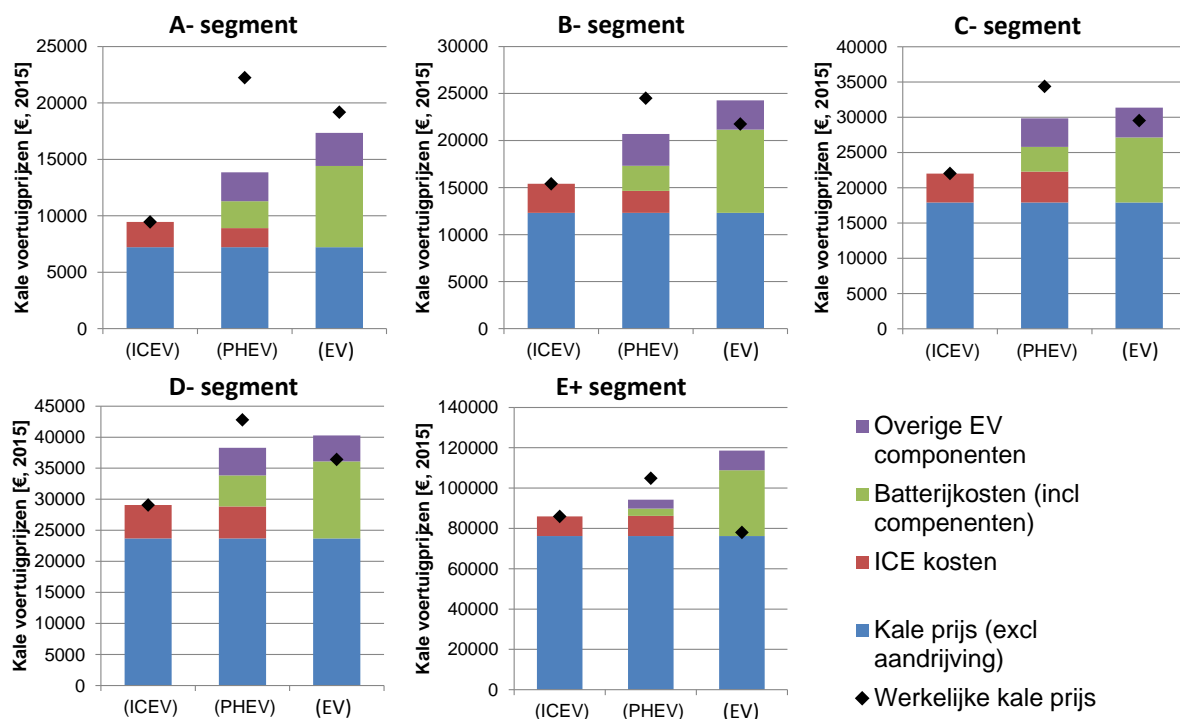 A- segment
Kale voertuigprijzen [€, 2015]
25000
20000
15000
10000
5000
0
(ICEV)
(PHEV)
(EV)
B- segment
Kale voertuigprijzen [€, 2015]
30000
25000
20000
15000
10000
5000
0
(ICEV)
(PHEV)
(EV)
C- segment
Kale voertuigprijzen [€, 2015]
40000
35000
30000
25000
20000
15000
10000
5000
0
(ICEV)
(PHEV)
(EV)
D- segment
Kale voertuigprijzen [€, 2015]
45000
40000
35000
30000
25000
20000
15000
10000
5000
0
(ICEV)
(PHEV)
(EV)
E+ segment
Kale voertuigprijzen [€, 2015]
140000
120000
100000
80000
60000
40000
20000
0
(ICEV)
(PHEV)
(EV)
Overige EV
componenten
Batterijkosten (incl
compenenten)
ICE kosten
Kale prijs (excl
aandrijving)
Werkelijke kale prijs